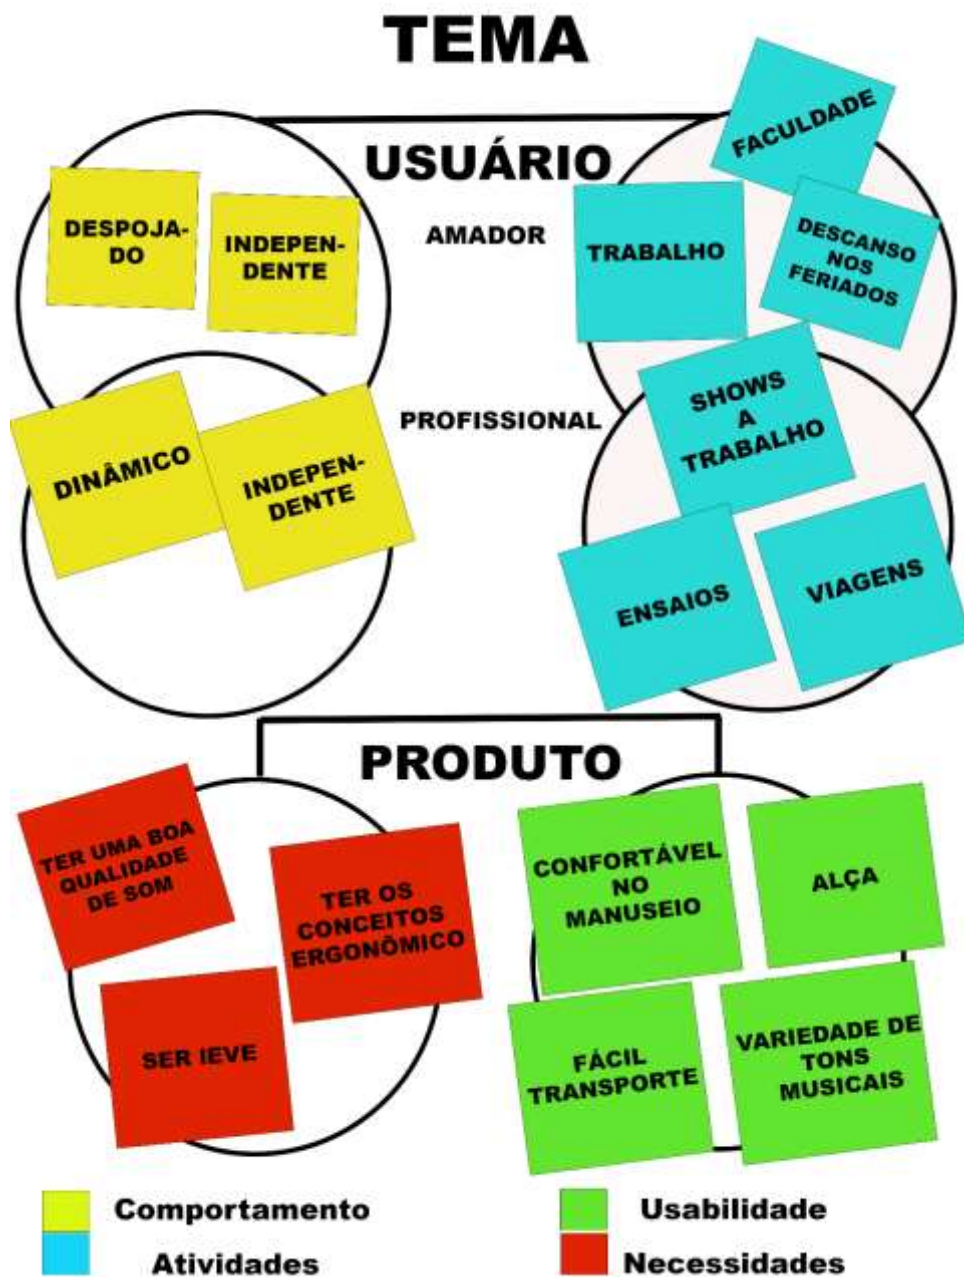 TEMA
USUÁRIO
AMADOR
DESPOJA-
DO
INDEPEN-
DENTE
FACULDADE
TRABALHO
DESCANSO
NOS
FERIADOS
PROFISSIONAL
DINÂMICO
INDEPEN-
DENTE
SHOWS
A
TRABALHO
ENSAIOS
VIAGENS
PRODUTO
TER UMA BOA
QUALIDADE
DE SOM
TER OS
CONCEITOS
ERGONÔMICO
SER IEVE
CONFORTÁVEL
NO
MANUSEIO
ALÇA
FÁCIL
TRANSPORTE
VARIEDADE DE
TONS
MUSICAIS
Comportamento
Atividades
Usabilidade
Necessidades